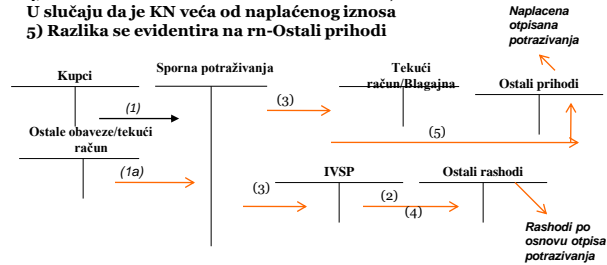 U slučaju da je KN veća od naplaćenog iznosa
5) Razlika se evidentira na rn-Ostali prihodi
Naplacena
otpisana
potrazivanja
Kupci
Sporna potraživanja
Tekući
račun/Blagajna
Ostali prihodi
(1)
(3)
Ostale obaveze/tekući
račun
(5)
(1a)
IVSP
Ostali rashodi
(3)
(2)
(4)
Rashodi po
osnovu otpisa
potrazivanja